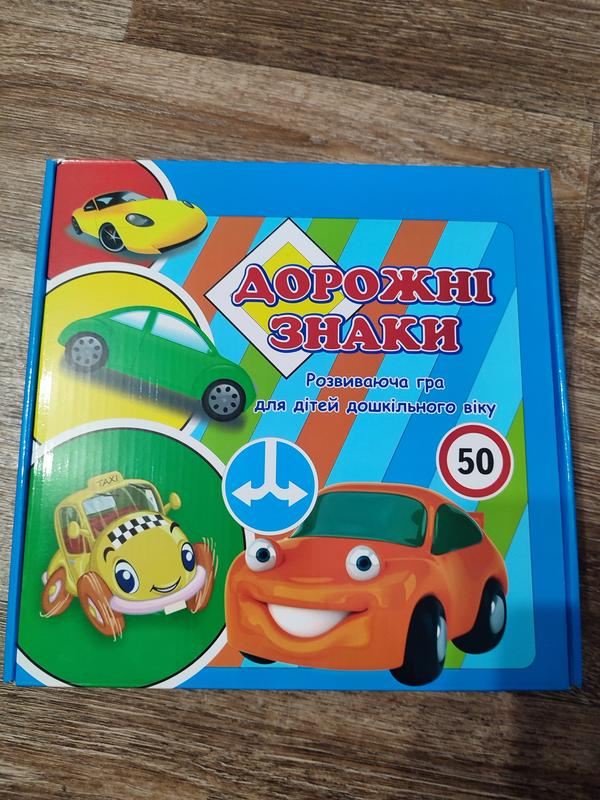 ДОРОЖНІ
ЗНАКИ
Розвиваюча гра
для дітей дошкільного віку
50
TAXI